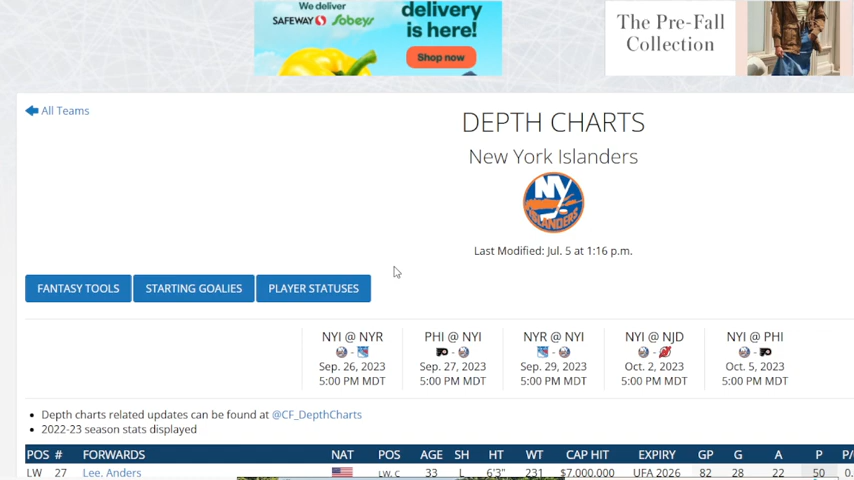 We deliver
SAFEWAY sobeys
delivery
is here!
Shop now
The Pre-Fall
Collection
All Teams
DEPTH CHARTS
New York Islanders
NY
ISLANDERS
Last Modified: Jul. 5 at 1:16 p.m.
FANTASY TOOLS STARTING GOALIES PLAYER STATUSES
NYI @ NYR PHI @ NYI NYR @ NYI NYI @ NJD NYI @ PHI
- - - - -
Sep. 26, 2023 Sep. 27, 2023 Sep. 29, 2023 Oct. 2, 2023 Oct. 5, 2023
5:00 PM MDT 5:00 PM MDT 5:00 PM MDT 5:00 PM MDT 5:00 PM MDT
• Depth charts related updates can be found at @CF_DepthCharts
• 2022-23 season stats displayed
POS # FORWARDS NAT POS AGE SH HT WT CAP HIT EXPIRY GP G A P P/
LW 27 Lee, Anders LW, C 33 L 6'3" 231 $7,000,000 UFA 2026 82 28 22 50 0.